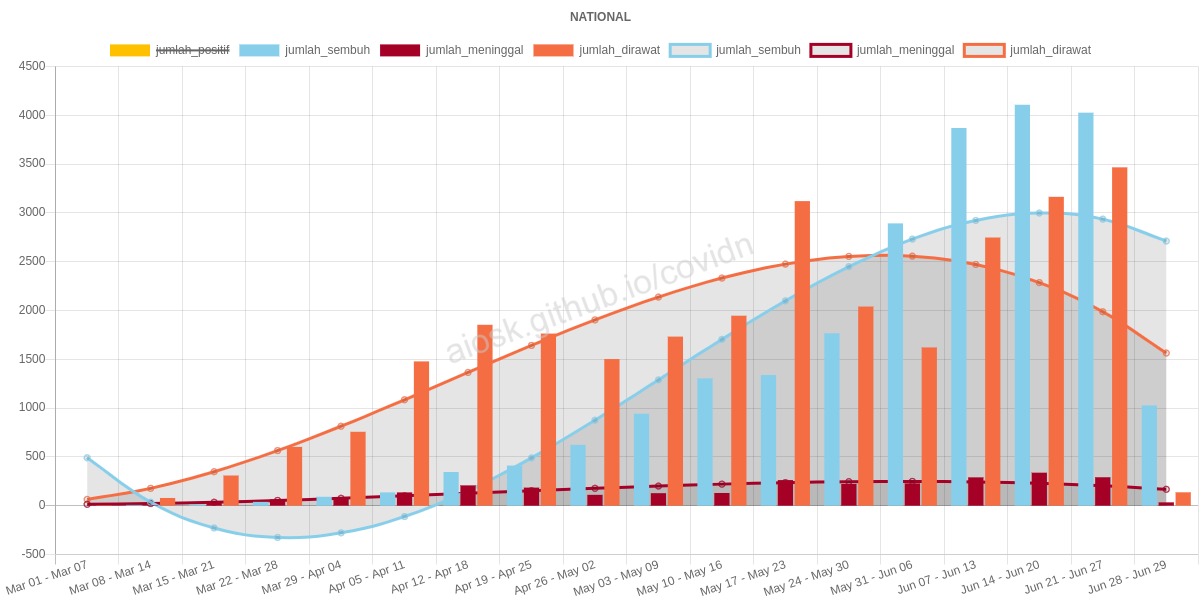 NATIONAL
jumlah_positif jumlah_sembuh jumlah_meninggal jumlah_dirawat jumlah_sembuh jumlah_meninggal jumlah_dirawat
4500
4000
3500
3000
2500
2000
1500
1000
500
0
-500
aiosk.github.io/covidn
Mar 01 - Mar 07
Mar 08 - Mar 14
Mar 15 - Mar 21
Mar 22 - Mar 28
Mar 29 - Apr 04
Apr 05 - Apr 11
Apr 12 - Apr 18
Apr 19 - Apr 25
Apr 26 - May 02
May 03 - May 09
May 10 - May 16
May 17 - May 23
May 24 - May 30
May 31 - Jun 06
Jun 07 - Jun 13
Jun 14 - Jun 20
Jun 21 - Jun 27
Jun 28 - Jun 29